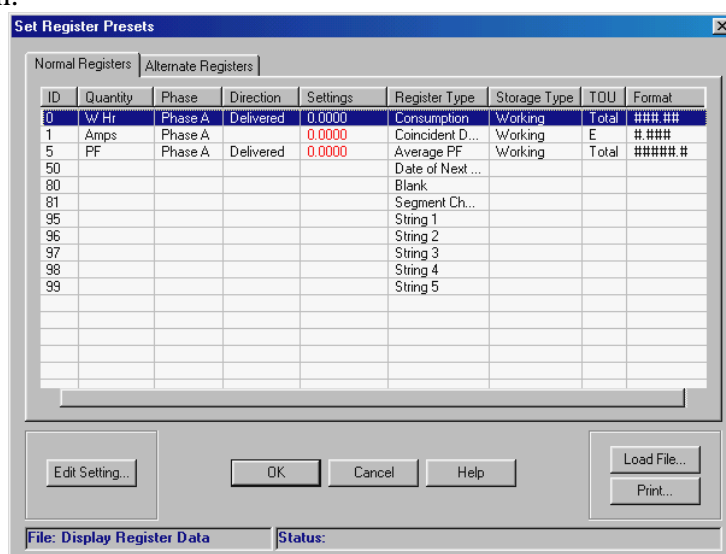 Set Register Presets
Normal Registers Alternate Registers
ID Quantity Phase Direction Settings Register Type Storage Type TOU Format
0 W Hr Phase A Delivered 0.0000 Consumption Working Total ###.##
1 Amps Phase A 0.0000 Coincident D... Working E #.###
5 PF Phase A Delivered 0.0000 Average PF Working Total #####.#
50 Date of Next ...
80 Blank
81 Segment Ch...
95 String 1
96 String 2
97 String 3
98 String 4
99 String 5
Edit Setting... OK Cancel Help Load File...
Print...
File: Display Register Data Status: